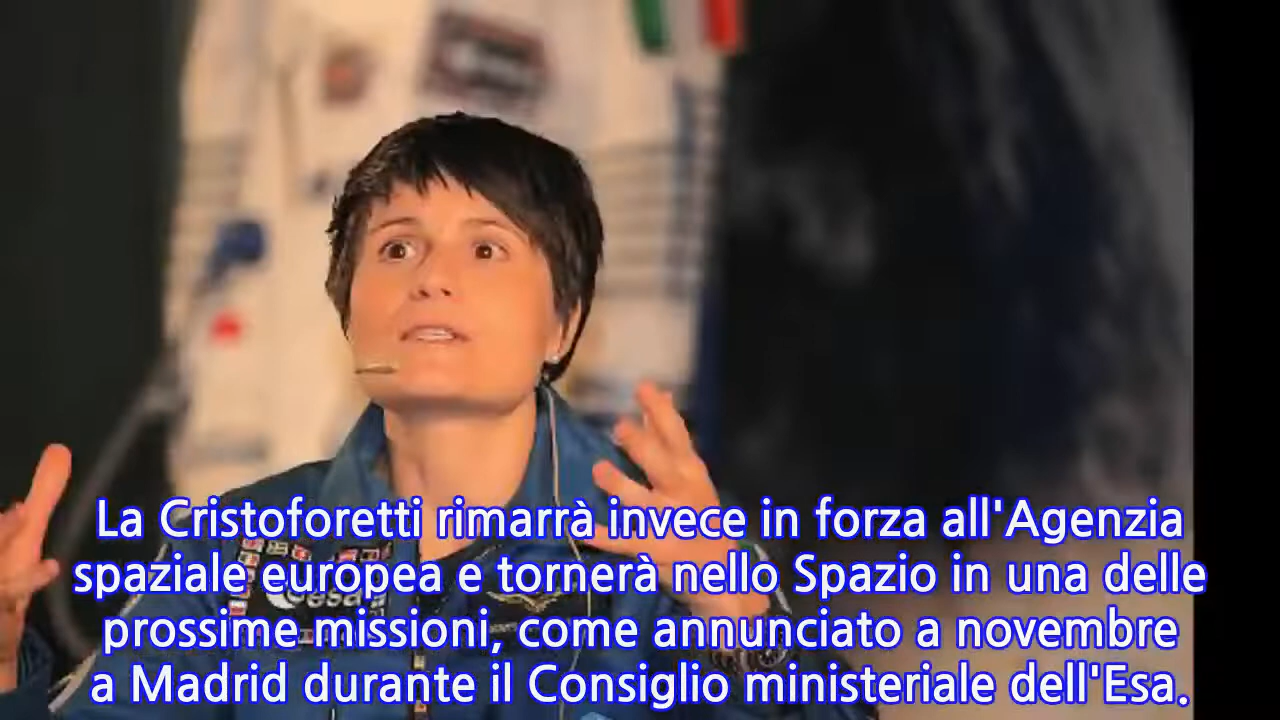 La Cristoforetti rimarrà invece in forza all'Agenzia
spaziale europea e tornerà nello Spazio in una delle
prossime missioni, come annunciato a novembre
a Madrid durante il Consiglio ministeriale dell'Esa.
esa